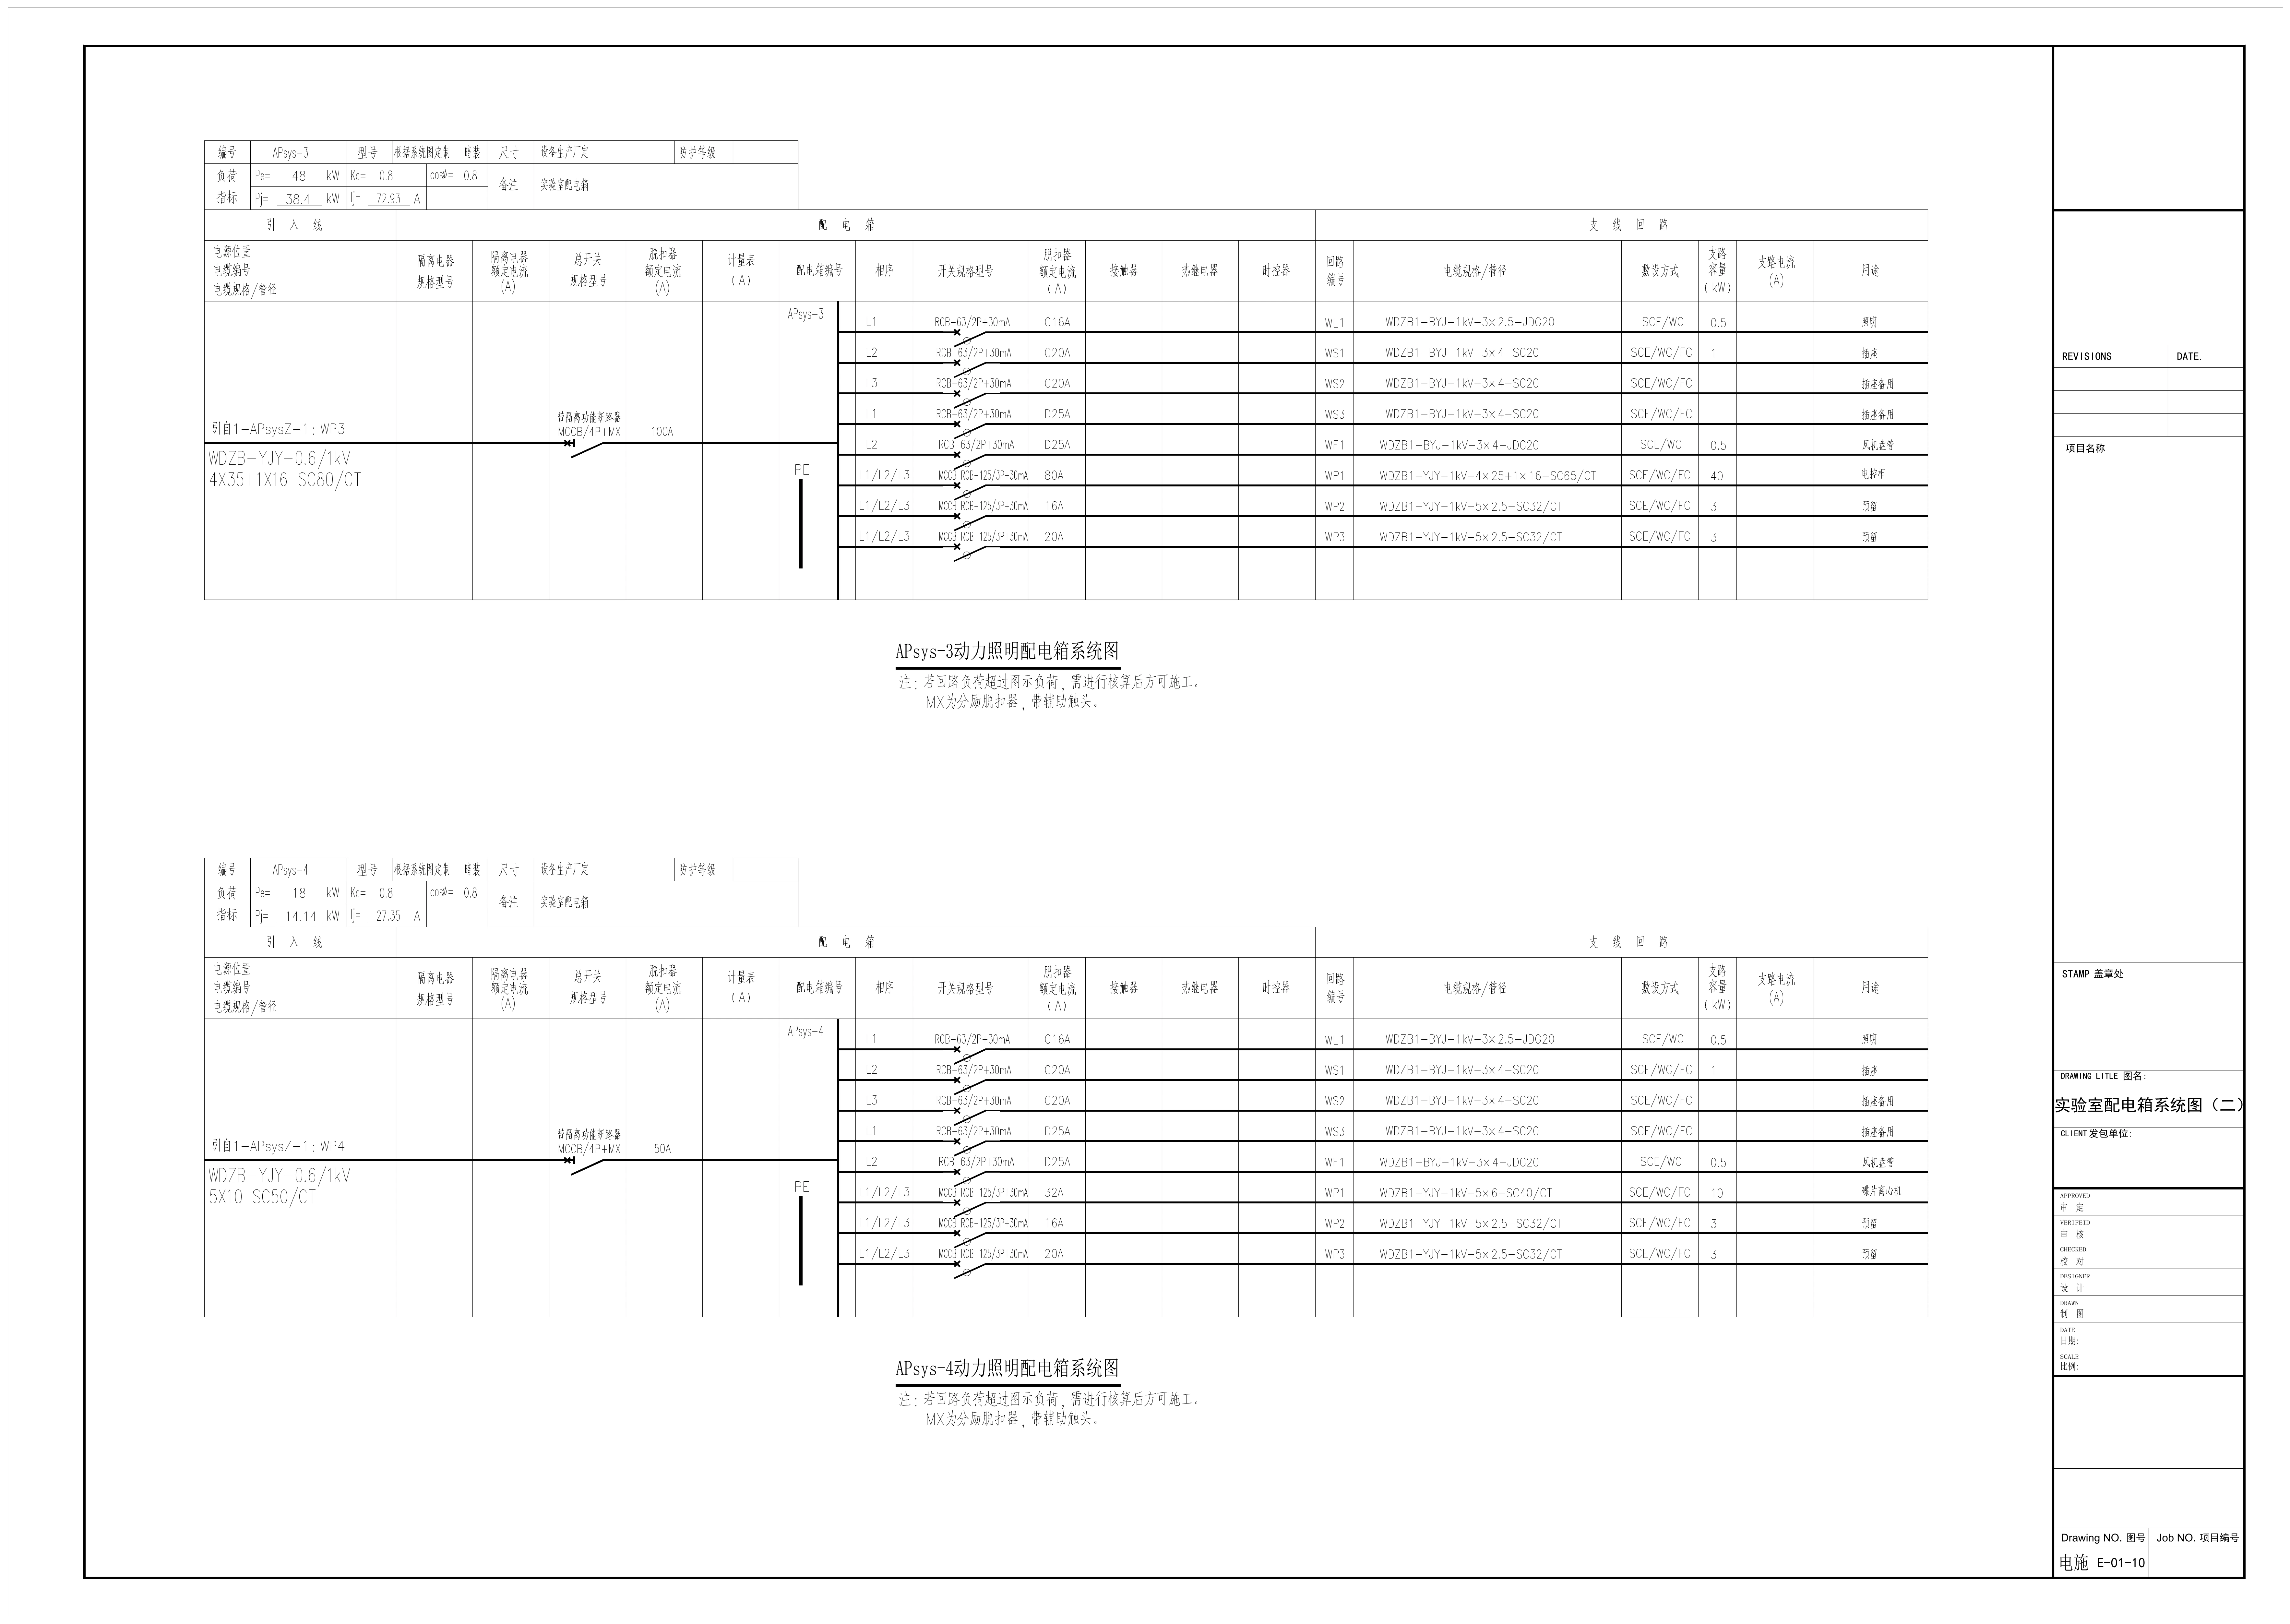 编号 APsys-3 型号 根据系统图定制 暗装 尺寸 设备生产厂定 防护等级
负荷 Pe= 48 kW Kc= 0.8 cosØ= 0.8 备注 实验室配电箱
指标 Pj= 38.4 kW Ij= 72.93 A
引 入 线 配 电 箱 支 线 回 路
电源位置
电缆编号
电缆规格/管径
隔离电器
规格型号
隔离电器
额定电流
(A)
总开关
规格型号
脱扣器
额定电流
(A)
计量表
(A)
配电箱编号
相序
开关规格型号
脱扣器
额定电流
(A)
接触器
热继电器
时控器
回路
编号
电缆规格/管径
敷设方式
支路
容量
(kW)
支路电流
(A)
用途
引自1-APsysZ-1:WP3
WDZB-YJY-0.6/1kV
4X35+1X16 SC80/CT
带隔离功能断路器
MCCB/4P+MX 100A
APsys-3
PE
L1 RCB-63/2P+30mA C16A WL1 WDZB1-BYJ-1kV-3×2.5-JDG20 SCE/WC 0.5 照明
L2 RCB-63/2P+30mA C20A WS1 WDZB1-BYJ-1kV-3×4-SC20 SCE/WC/FC 1 插座
L3 RCB-63/2P+30mA C20A WS2 WDZB1-BYJ-1kV-3×4-SC20 SCE/WC/FC 插座备用
L1 RCB-63/2P+30mA D25A WS3 WDZB1-BYJ-1kV-3×4-SC20 SCE/WC/FC 插座备用
L2 RCB-63/2P+30mA D25A WF1 WDZB1-BYJ-1kV-3×4-JDG20 SCE/WC 0.5 风机盘管
L1/L2/L3 MCCB RCB-125/3P+30mA 80A WP1 WDZB1-YJY-1kV-4×25+1×16-SC65/CT SCE/WC/FC 40 电控柜
L1/L2/L3 MCCB RCB-125/3P+30mA 16A WP2 WDZB1-YJY-1kV-5×2.5-SC32/CT SCE/WC/FC 3 预留
L1/L2/L3 MCCB RCB-125/3P+30mA 20A WP3 WDZB1-YJY-1kV-5×2.5-SC32/CT SCE/WC/FC 3 预留
APsys-3动力照明配电箱系统图
注:若回路负荷超过图示负荷,需进行核算后方可施工。
MX为分励脱扣器,带辅助触头。
编号 APsys-4 型号 根据系统图定制 暗装 尺寸 设备生产厂定 防护等级
负荷 Pe= 18 kW Kc= 0.8 cosØ= 0.8 备注 实验室配电箱
指标 Pj= 14.14 kW Ij= 27.35 A
引 入 线 配 电 箱 支 线 回 路
电源位置
电缆编号
电缆规格/管径
隔离电器
规格型号
隔离电器
额定电流
(A)
总开关
规格型号
脱扣器
额定电流
(A)
计量表
(A)
配电箱编号
相序
开关规格型号
脱扣器
额定电流
(A)
接触器
热继电器
时控器
回路
编号
电缆规格/管径
敷设方式
支路
容量
(kW)
支路电流
(A)
用途
引自1-APsysZ-1:WP4
WDZB-YJY-0.6/1kV
5X10 SC50/CT
带隔离功能断路器
MCCB/4P+MX 50A
APsys-4
PE
L1 RCB-63/2P+30mA C16A WL1 WDZB1-BYJ-1kV-3×2.5-JDG20 SCE/WC 0.5 照明
L2 RCB-63/2P+30mA C20A WS1 WDZB1-BYJ-1kV-3×4-SC20 SCE/WC/FC 1 插座
L3 RCB-63/2P+30mA C20A WS2 WDZB1-BYJ-1kV-3×4-SC20 SCE/WC/FC 插座备用
L1 RCB-63/2P+30mA D25A WS3 WDZB1-BYJ-1kV-3×4-SC20 SCE/WC/FC 插座备用
L2 RCB-63/2P+30mA D25A WF1 WDZB1-BYJ-1kV-3×4-JDG20 SCE/WC 0.5 风机盘管
L1/L2/L3 MCCB RCB-125/3P+30mA 32A WP1 WDZB1-YJY-1kV-5×6-SC40/CT SCE/WC/FC 10 碟片离心机
L1/L2/L3 MCCB RCB-125/3P+30mA 16A WP2 WDZB1-YJY-1kV-5×2.5-SC32/CT SCE/WC/FC 3 预留
L1/L2/L3 MCCB RCB-125/3P+30mA 20A WP3 WDZB1-YJY-1kV-5×2.5-SC32/CT SCE/WC/FC 3 预留
APsys-4动力照明配电箱系统图
注:若回路负荷超过图示负荷,需进行核算后方可施工。
MX为分励脱扣器,带辅助触头。
REVISIONS DATE.
项目名称
STAMP 盖章处
DRAWING LITLE 图名:
实验室配电箱系统图(二)
CLIENT发包单位:
APPROVED
审 定
VERIFEID
审 核
CHECKED
校 对
DESIGNER
设 计
DRAWN
制 图
DATE
日期:
SCALE
比例:
Drawing NO. 图号 Job NO. 项目编号
电施 E-01-10